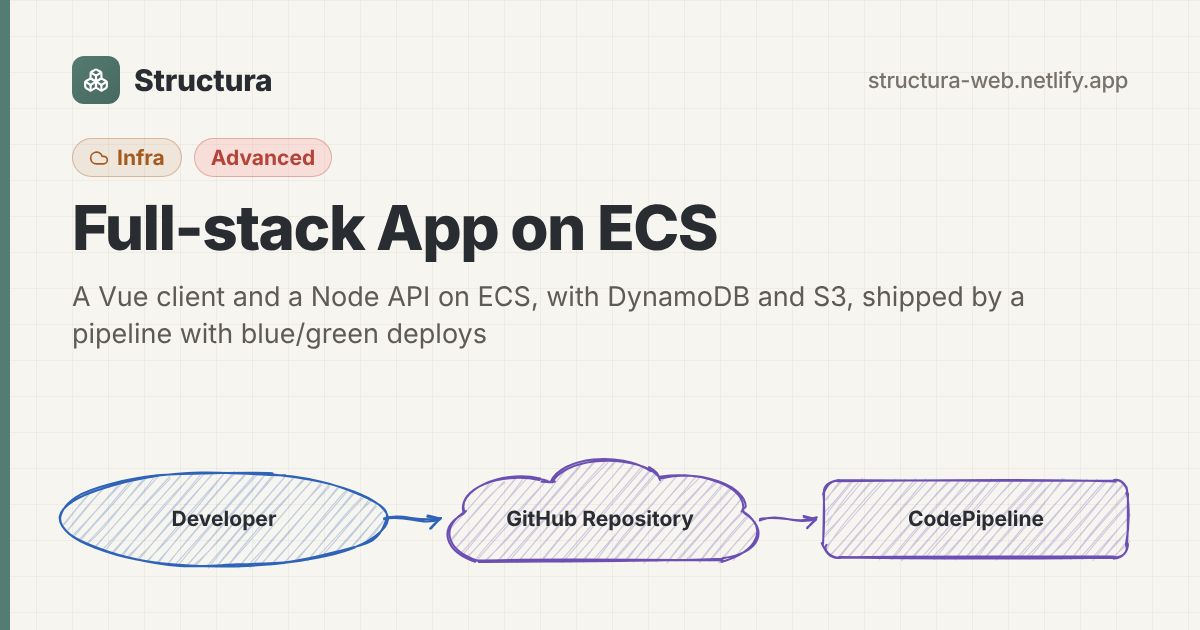 Structura
structura-web.netlify.app
Infra
Advanced
Full-stack App on ECS
A Vue client and a Node API on ECS, with DynamoDB and S3, shipped by a
pipeline with blue/green deploys
Developer
GitHub Repository
CodePipeline